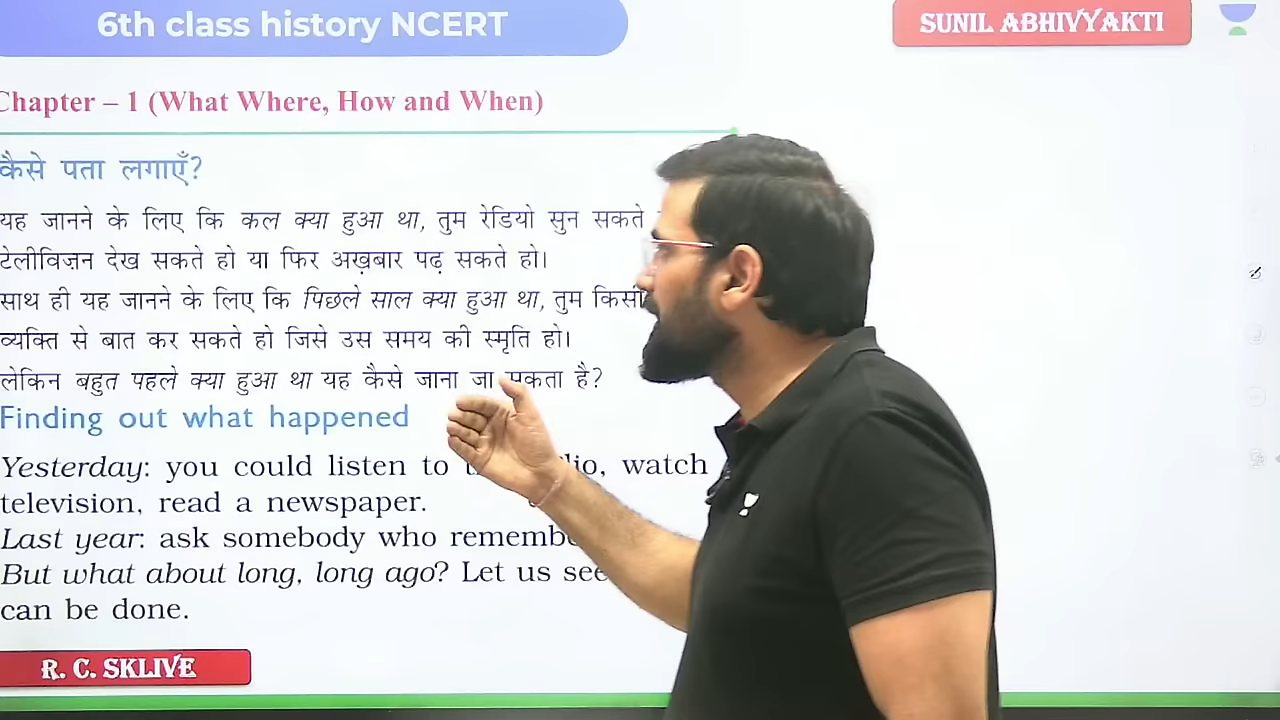 6th class history NCERT
SUNIL ABHIVYAKTI
Chapter – 1 (What Where, How and When)
कैसे पता लगाएँ?
यह जानने के लिए कि कल क्या हुआ था, तुम रेडियो सुन सकते
टेलीविज़न देख सकते हो या फिर अख़बार पढ़ सकते हो।
साथ ही यह जानने के लिए कि पिछले साल क्या हुआ था, तुम किसी
व्यक्ति से बात कर सकते हो जिसे उस समय की स्मृति हो।
लेकिन बहुत पहले क्या हुआ था यह कैसे जाना जा सकता है?
Finding out what happened
Yesterday: you could listen to watch
television, read a newspaper.
Last year: ask somebody who
But what about long, long ago? Let us see
can be done.
R. C. SKLIVE